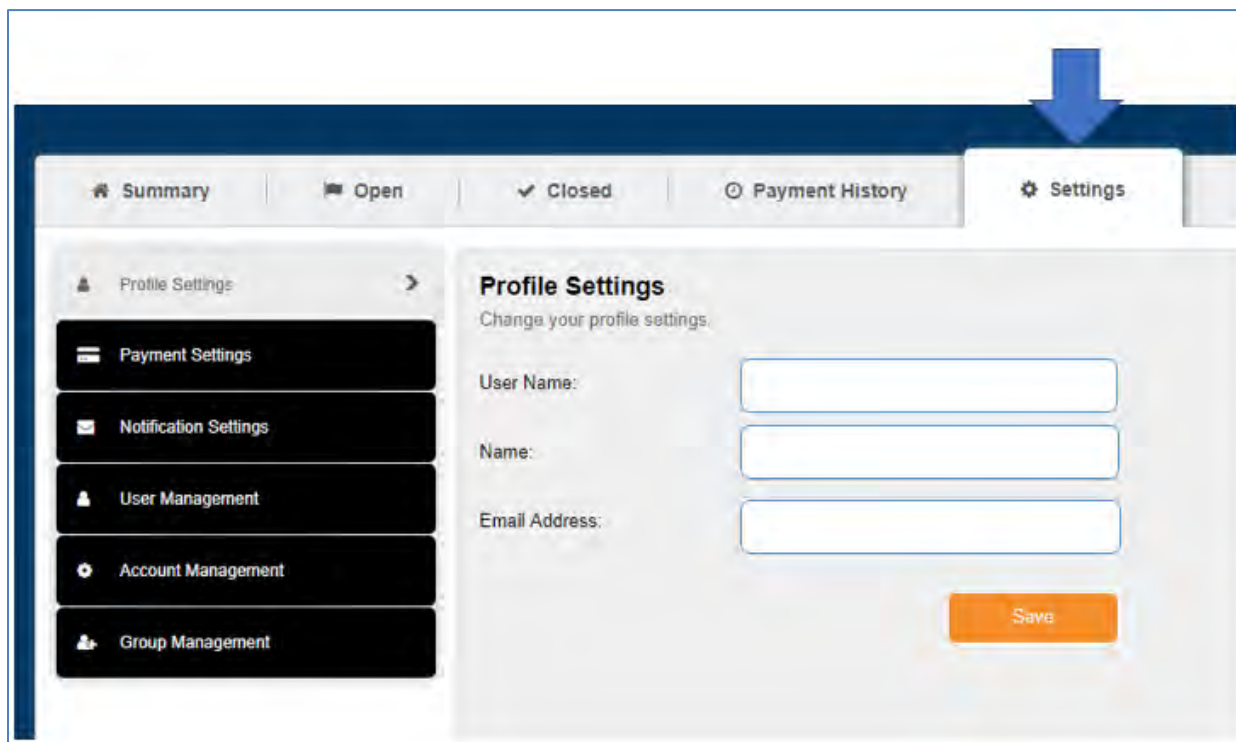 Summary Open Closed Payment History Settings
Profile Settings
Payment Settings
Notification Settings
User Management
Account Management
Group Management
Profile Settings
Change your profile settings.
User Name:
Name:
Email Address:
Save